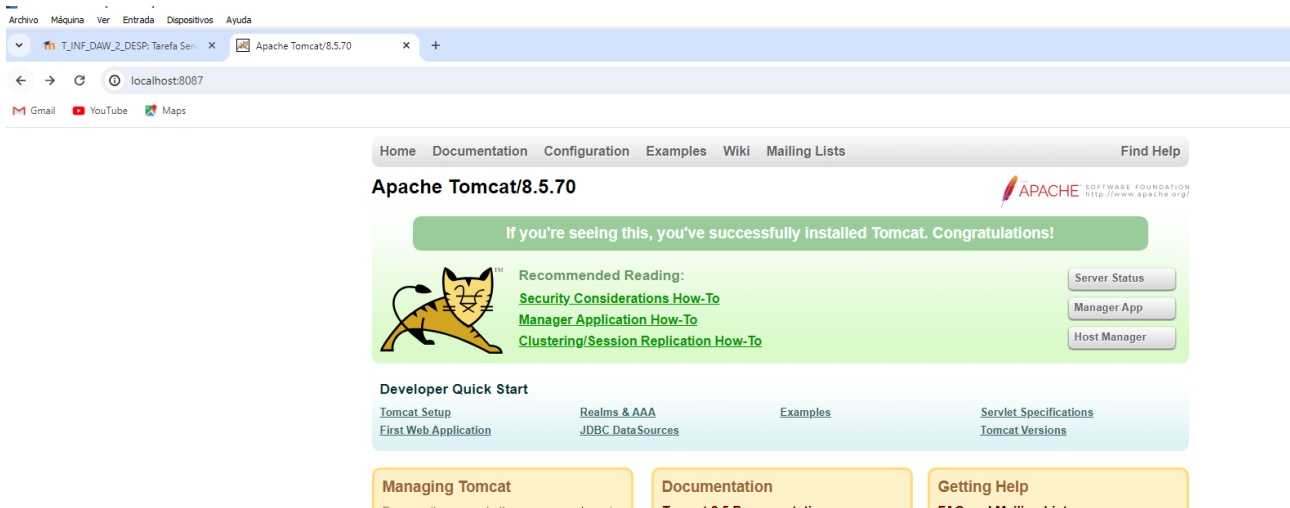 Archivo Máquina Ver Entrada Dispositivos Ayuda
T_INF_DAW_2_DESP: Tarefa Ser
Apache Tomcat/8.5.70
localhost:8087
Gmail YouTube Maps
Home Documentation Configuration Examples Wiki Mailing Lists Find Help
Apache Tomcat/8.5.70
THE APACHE SOFTWARE FOUNDATION
http://www.apache.org/
If you're seeing this, you've successfully installed Tomcat. Congratulations!
TM
Recommended Reading:
Security Considerations How-To
Manager Application How-To
Clustering/Session Replication How-To
Server Status
Manager App
Host Manager
Developer Quick Start
Tomcat Setup
First Web Application
Realms & AAA
JDBC DataSources
Examples
Servlet Specifications
Tomcat Versions
Managing Tomcat
Documentation
Getting Help